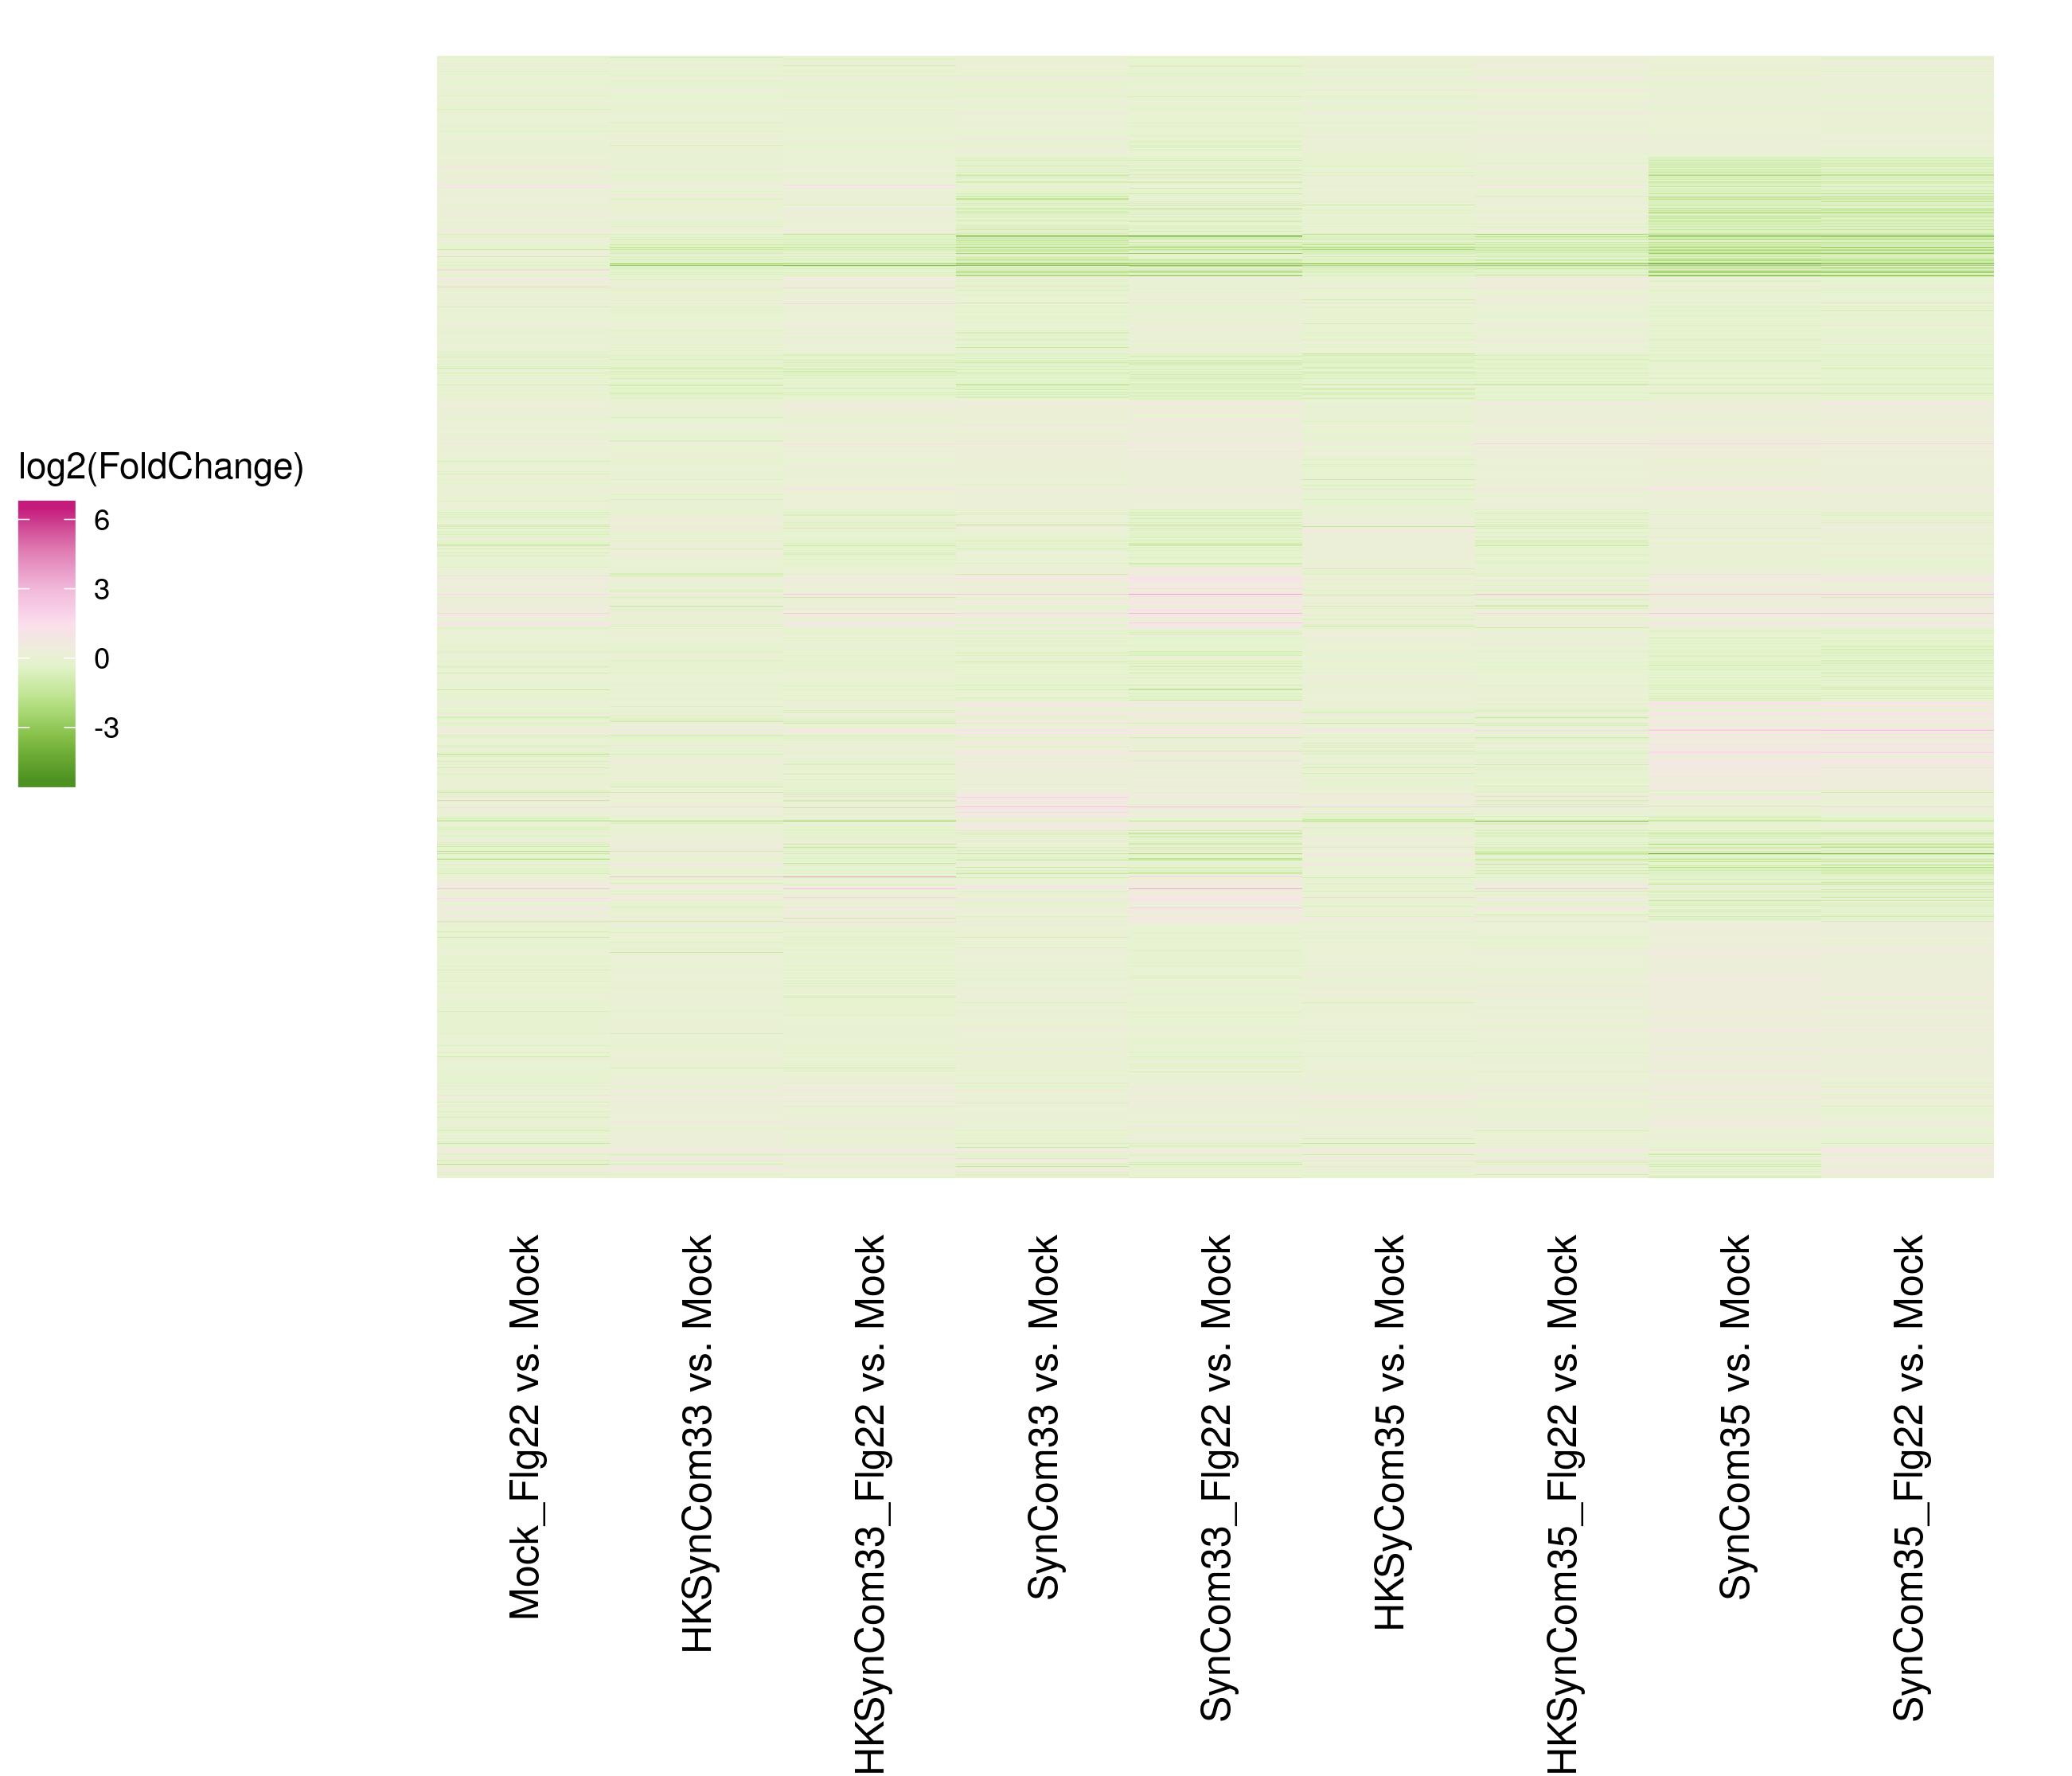 log2(FoldChange)
6
3
0
-3
Mock_Flg22 vs. Mock
HKSynCom33 vs. Mock
HKSynCom33_Flg22 vs. Mock
SynCom33 vs. Mock
SynCom33_Flg22 vs. Mock
HKSyCom35 vs. Mock
HKSynCom35_Flg22 vs. Mock
SynCom35 vs. Mock
SynCom35_Flg22 vs. Mock